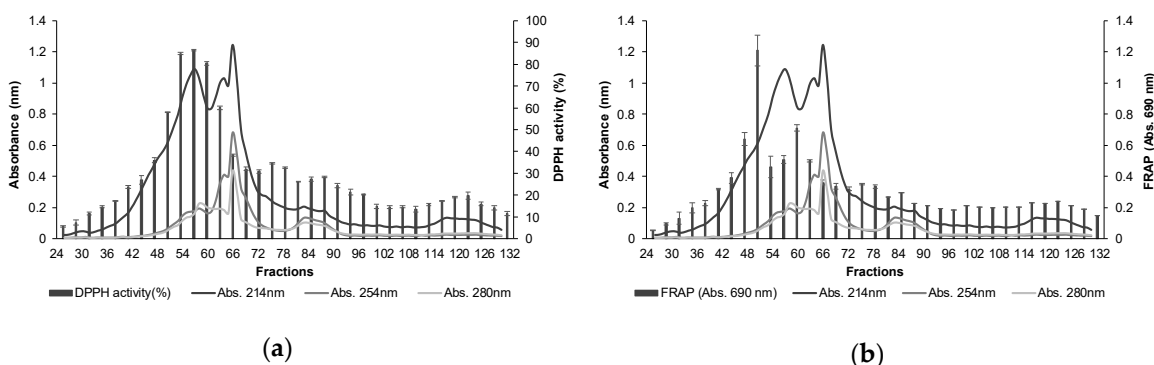 1.4
1.2
1
0.8
0.6
0.4
0.2
0
Absorbance (nm)
100
90
80
70
60
50
40
30
20
10
0
DPPH activity (%)
24 30 36 42 48 54 60 66 72 78 84 90 96 102 108 114 120 126 132
Fractions
DPPH activity(%) Abs. 214nm Abs. 254nm Abs. 280nm
(a)
1.4
1.2
1
0.8
0.6
0.4
0.2
0
Absorbance (nm)
1.4
1.2
1
0.8
0.6
0.4
0.2
0
FRAP (Abs. 690 nm)
24 30 36 42 48 54 60 66 72 78 84 90 96 102 108 114 120 126 132
Fractions
FRAP (Abs. 690 nm) Abs. 214nm Abs. 254nm Abs. 280nm
(b)